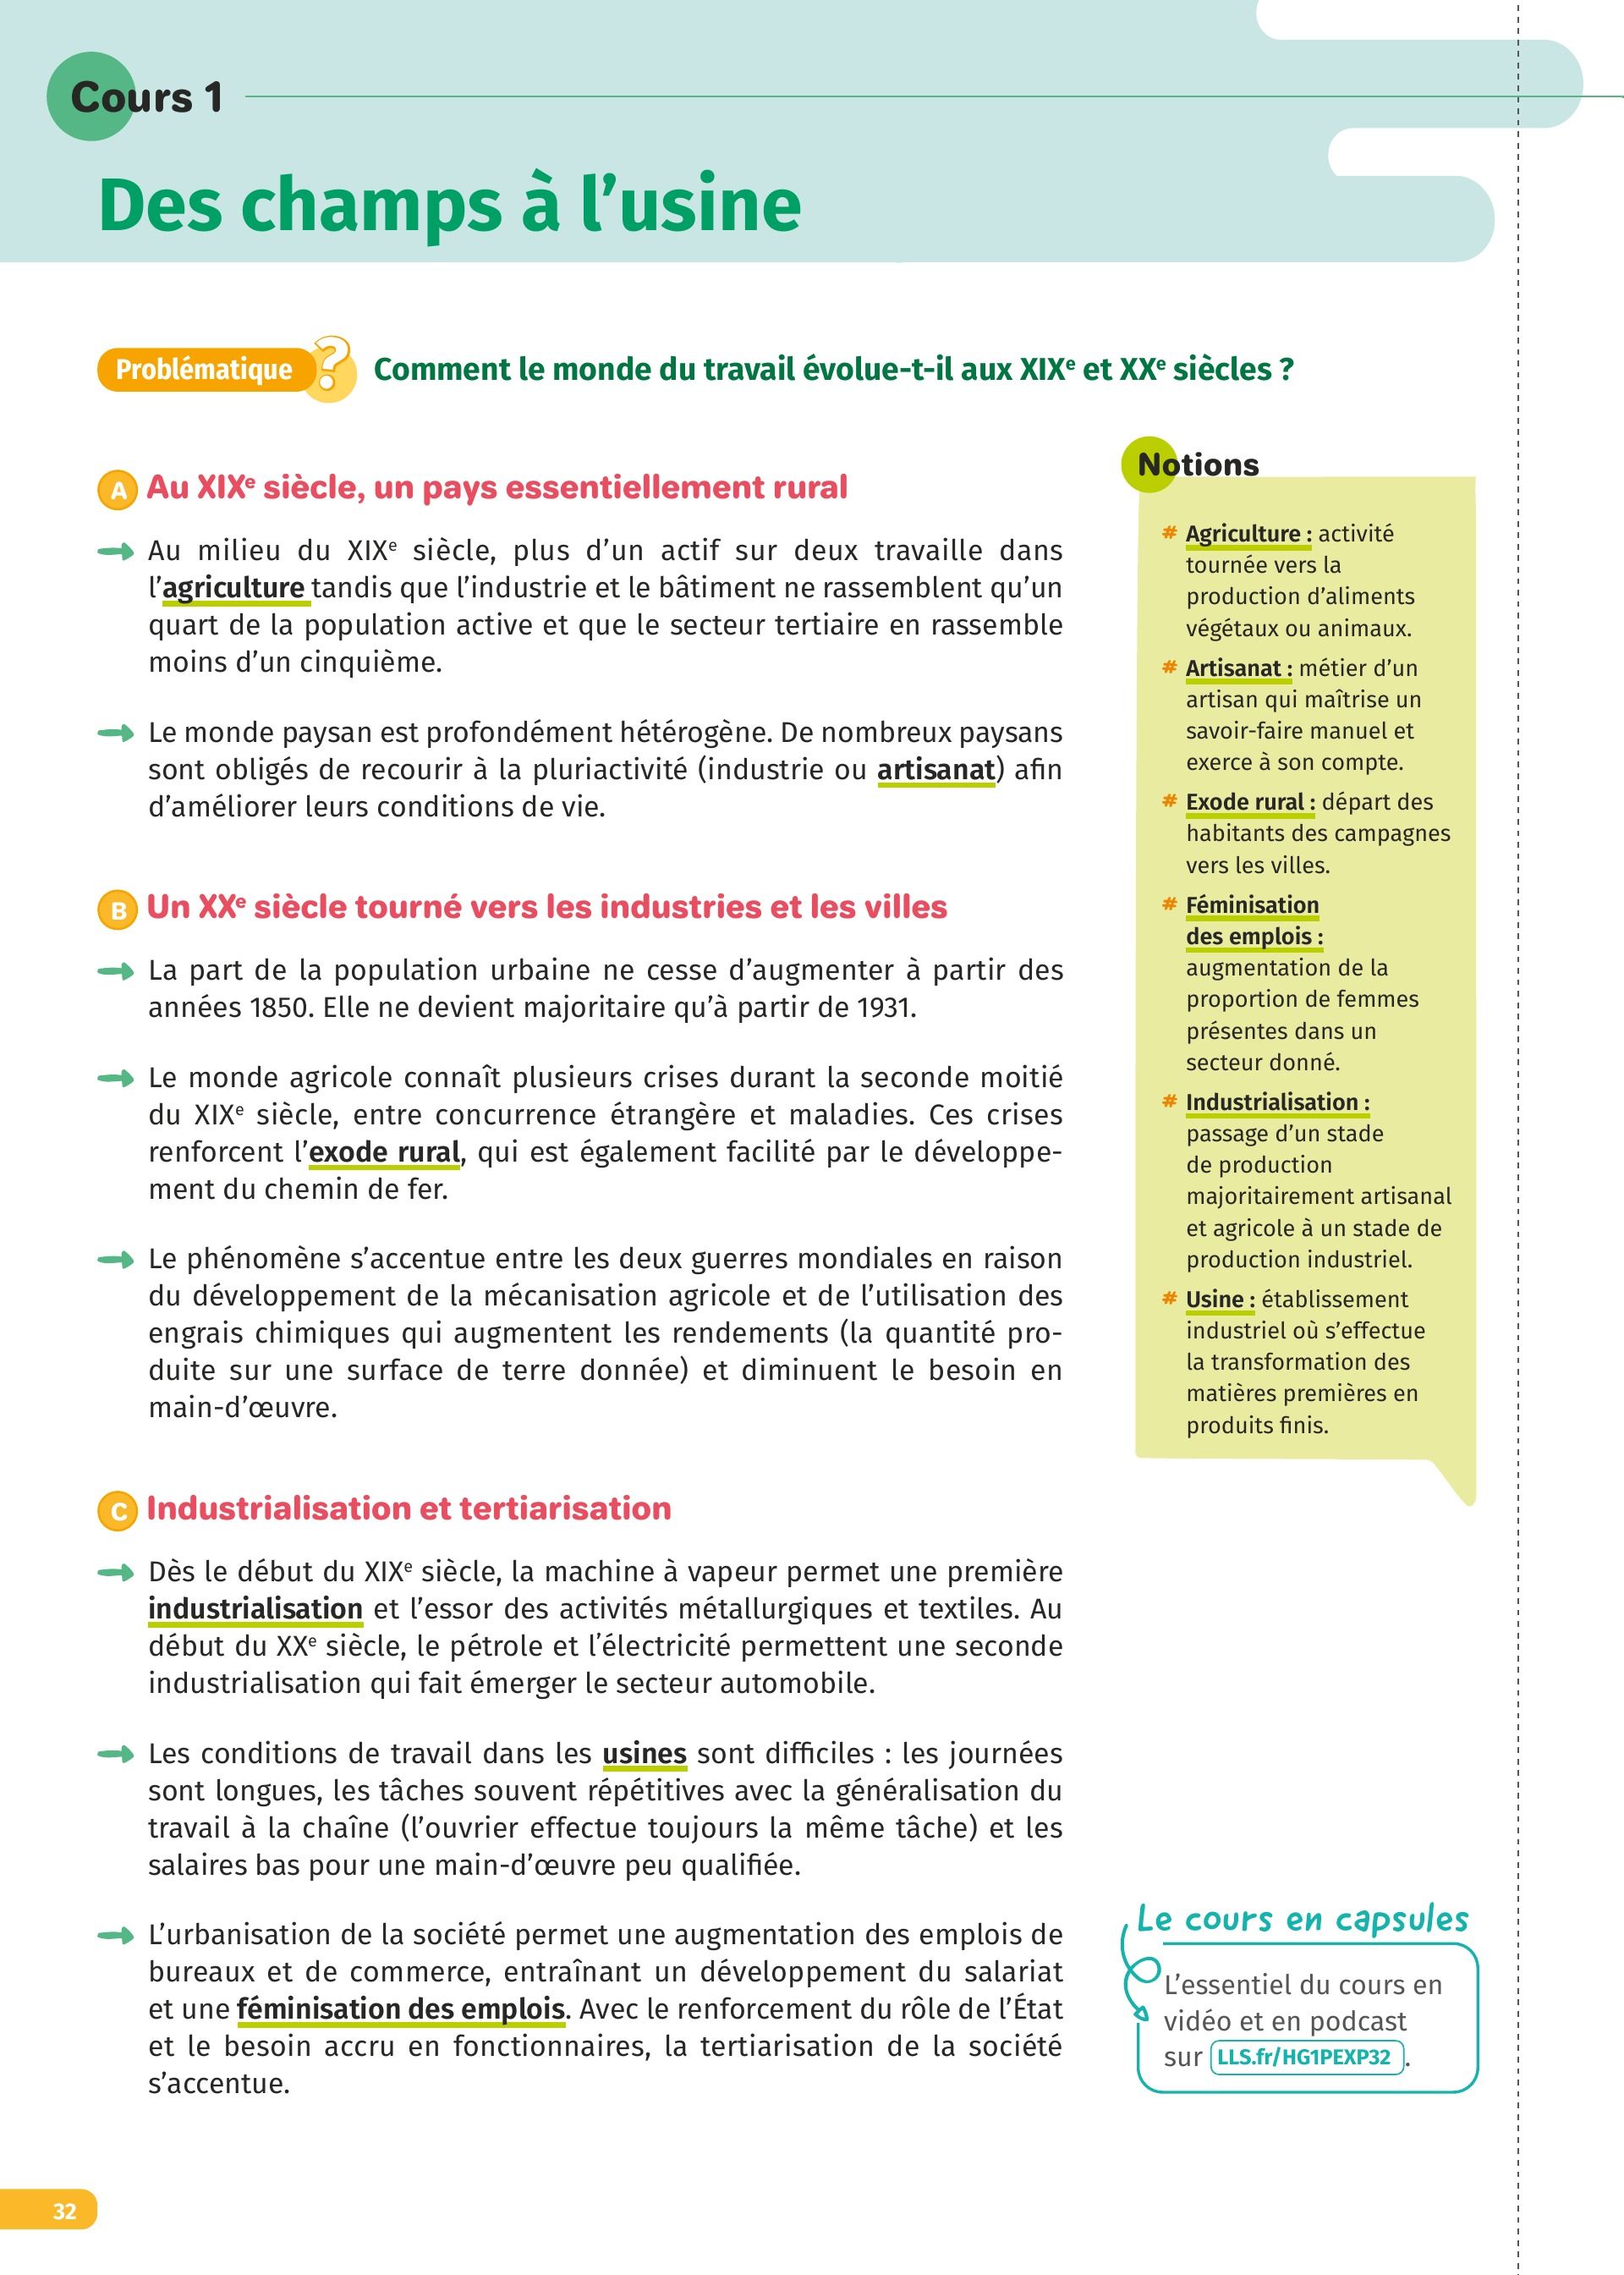 Cours 1
Des champs à l’usine
Problématique ?
Comment le monde du travail évolue-t-il aux XIXe et XXe siècles ?
A Au XIXe siècle, un pays essentiellement rural
Au milieu du XIXe siècle, plus d’un actif sur deux travaille dans
l’agriculture tandis que l’industrie et le bâtiment ne rassemblent qu’un
quart de la population active et que le secteur tertiaire en rassemble
moins d’un cinquième.
Le monde paysan est profondément hétérogène. De nombreux paysans
sont obligés de recourir à la pluriactivité (industrie ou artisanat) afin
d’améliorer leurs conditions de vie.
B Un XXe siècle tourné vers les industries et les villes
La part de la population urbaine ne cesse d’augmenter à partir des
années 1850. Elle ne devient majoritaire qu’à partir de 1931.
Le monde agricole connaît plusieurs crises durant la seconde moitié
du XIXe siècle, entre concurrence étrangère et maladies. Ces crises
renforcent l’exode rural, qui est également facilité par le développe-
ment du chemin de fer.
Le phénomène s’accentue entre les deux guerres mondiales en raison
du développement de la mécanisation agricole et de l’utilisation des
engrais chimiques qui augmentent les rendements (la quantité pro-
duite sur une surface de terre donnée) et diminuent le besoin en
main-d’œuvre.
C Industrialisation et tertiarisation
Dès le début du XIXe siècle, la machine à vapeur permet une première
industrialisation et l’essor des activités métallurgiques et textiles. Au
début du XXe siècle, le pétrole et l’électricité permettent une seconde
industrialisation qui fait émerger le secteur automobile.
Les conditions de travail dans les usines sont difficiles : les journées
sont longues, les tâches souvent répétitives avec la généralisation du
travail à la chaîne (l’ouvrier effectue toujours la même tâche) et les
salaires bas pour une main-d’œuvre peu qualifiée.
L’urbanisation de la société permet une augmentation des emplois de
bureaux et de commerce, entraînant un développement du salariat
et une féminisation des emplois. Avec le renforcement du rôle de l’État
et le besoin accru en fonctionnaires, la tertiarisation de la société
s’accentue.
Notions
# Agriculture : activité
tournée vers la
production d’aliments
végétaux ou animaux.
# Artisanat : métier d’un
artisan qui maîtrise un
savoir-faire manuel et
exerce à son compte.
# Exode rural : départ des
habitants des campagnes
vers les villes.
# Féminisation
des emplois :
augmentation de la
proportion de femmes
présentes dans un
secteur donné.
# Industrialisation :
passage d’un stade
de production
majoritairement artisanal
et agricole à un stade de
production industriel.
# Usine : établissement
industriel où s’effectue
la transformation des
matières premières en
produits finis.
Le cours en capsules
L’essentiel du cours en
vidéo et en podcast
sur LLS.fr/HG1PEXP32 .
32